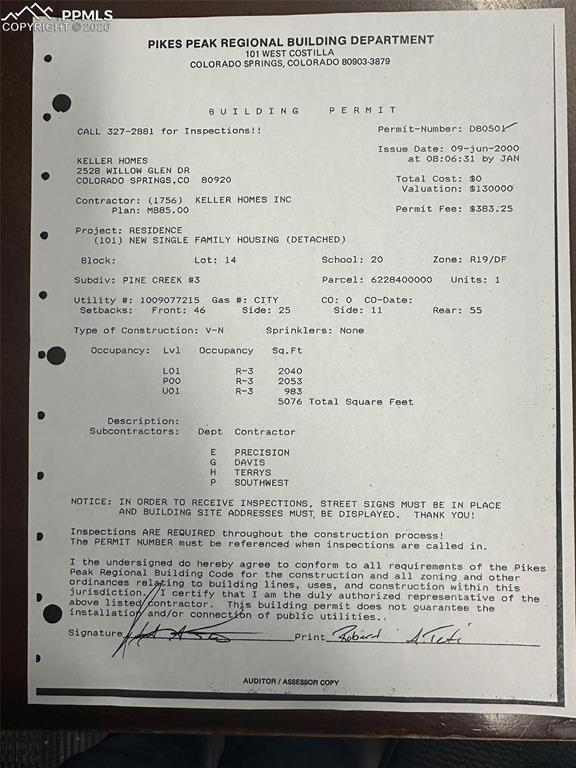 PPMLS
COPYRIGHT © 2026
PIKES PEAK REGIONAL BUILDING DEPARTMENT
101 WEST COSTILLA
COLORADO SPRINGS, COLORADO 80903-3879
BUILDING PERMIT
CALL 327-2881 for Inspections!! Permit-Number: D80501
Issue Date: 09-jun-2000
at 08:06:31 by JAN
KELLER HOMES
2528 WILLOW GLEN DR
COLORADO SPRINGS,CO 80920
Total Cost: $0
Valuation: $130000
Contractor: (1756) KELLER HOMES INC
Plan: M885.00 Permit Fee: $383.25
Project: RESIDENCE
(101) NEW SINGLE FAMILY HOUSING (DETACHED)
Block: Lot: 14 School: 20 Zone: R19/DF
Subdiv: PINE CREEK #3 Parcel: 6228400000 Units: 1
Utility #: 1009077215 Gas #: CITY CO: 0 CO-Date:
Setbacks: Front: 46 Side: 25 Side: 11 Rear: 55
Type of Construction: V-N Sprinklers: None
Occupancy: Lvl Occupancy Sq.Ft
L01 R-3 2040
P00 R-3 2053
U01 R-3 983
5076 Total Square Feet
Description:
Subcontractors: Dept Contractor
E PRECISION
G DAVIS
H TERRYS
P SOUTHWEST
NOTICE: IN ORDER TO RECEIVE INSPECTIONS, STREET SIGNS MUST BE IN PLACE
AND BUILDING SITE ADDRESSES MUST BE DISPLAYED. THANK YOU!
Inspections ARE REQUIRED throughout the construction process!
The PERMIT NUMBER must be referenced when inspections are called in.
I the undersigned do hereby agree to conform to all requirements of the Pikes
Peak Regional Building Code for the construction and all zoning and other
ordinances relating to building lines, uses, and construction within this
jurisdiction. I certify that I am the duly authorized representative of the
above listed contractor. This building permit does not guarantee the
installation and/or connection of public utilities.
Signature Print
AUDITOR / ASSESSOR COPY